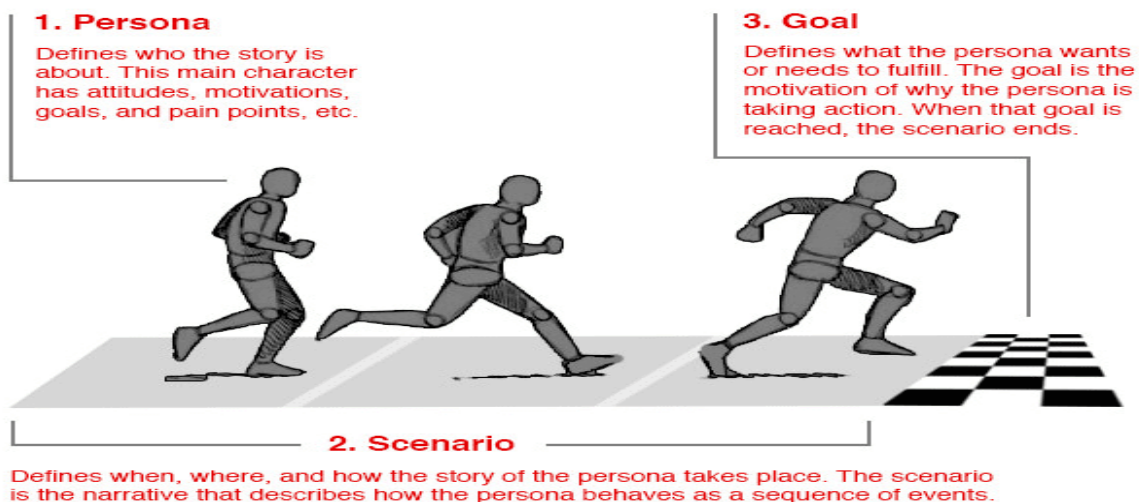 1. Persona
Defines who the story is
about. This main character
has attitudes, motivations,
goals, and pain points, etc.
3. Goal
Defines what the persona wants
or needs to fulfill. The goal is the
motivation of why the persona is
taking action. When that goal is
reached, the scenario ends.
2. Scenario
Defines when, where, and how the story of the persona takes place. The scenario
is the narrative that describes how the persona behaves as a sequence of events.